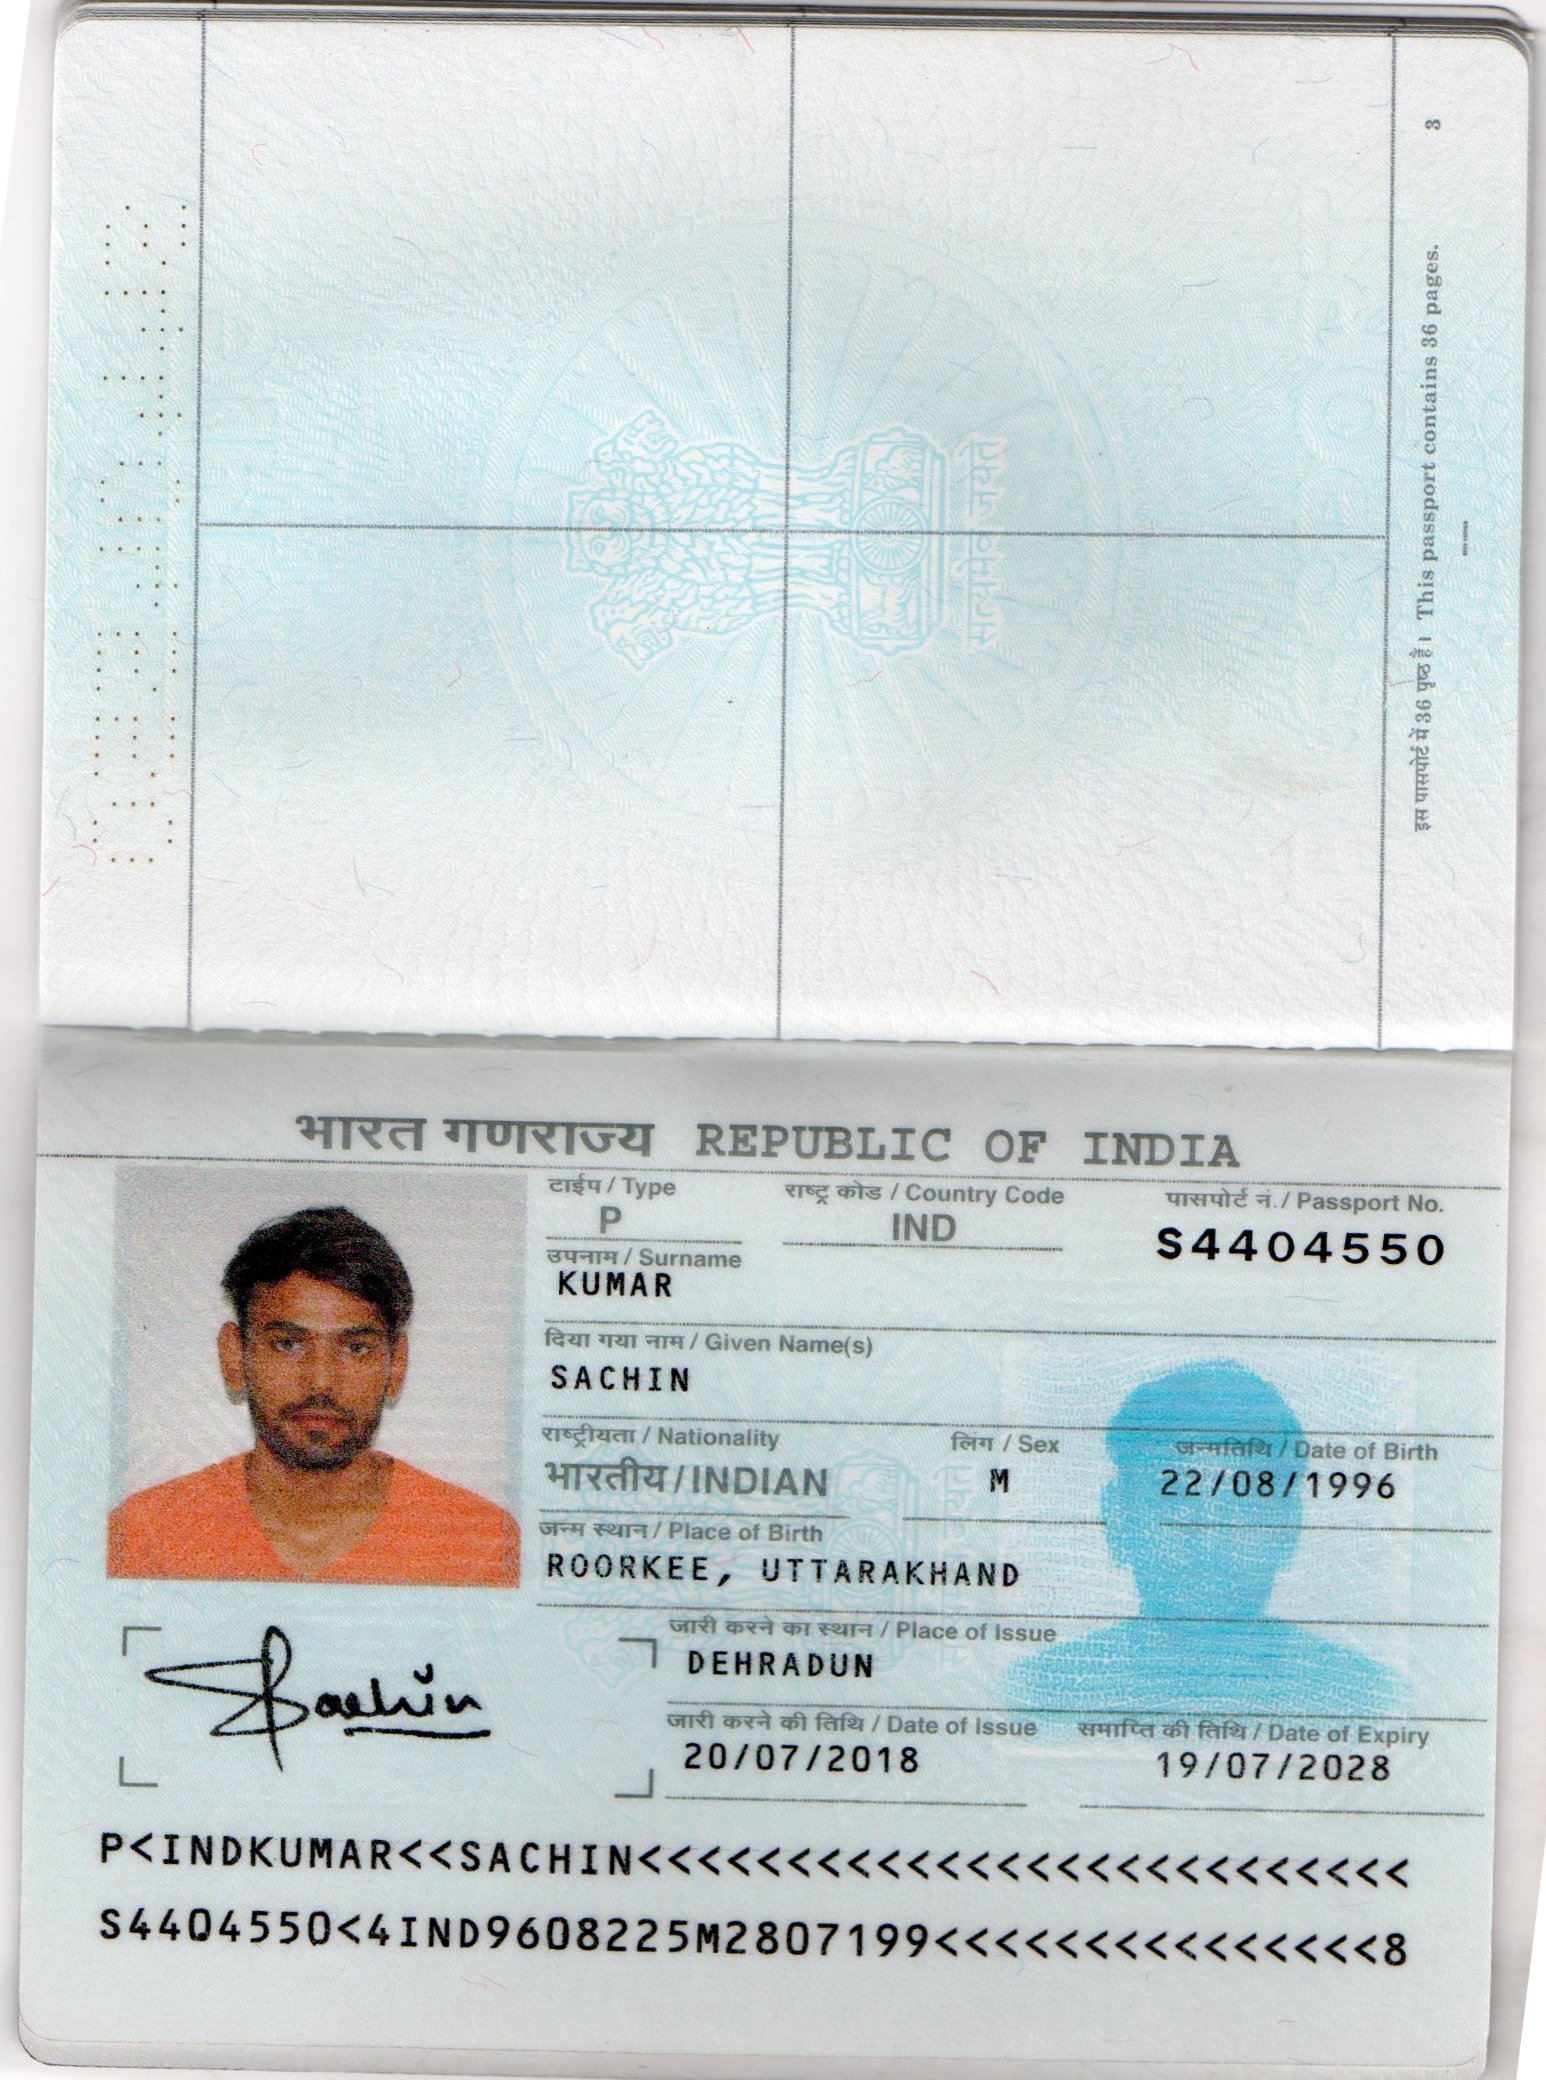 3
इस पासपोर्ट में 36 पृष्ठ हैं। This passport contains 36 pages.
सत्यमेव जयते
भारत गणराज्य REPUBLIC OF INDIA
टाईप / Type
राष्ट्र कोड / Country Code
पासपोर्ट नं. / Passport No.
P
IND
S4404550
उपनाम / Surname
KUMAR
दिया गया नाम / Given Name(s)
SACHIN
राष्ट्रीयता / Nationality
लिंग / Sex
जन्मतिथि / Date of Birth
भारतीय / INDIAN
M
22/08/1996
जन्म स्थान / Place of Birth
ROORKEE, UTTARAKHAND
जारी करने का स्थान / Place of Issue
DEHRADUN
Sachin
जारी करने की तिथि / Date of Issue
समाप्ति की तिथि / Date of Expiry
20/07/2018
19/07/2028
P<INDKUMAR<<SACHIN<<<<<<<<<<<<<<<<<<<<<<<<<<
S4404550<4IND9608225M2807199<<<<<<<<<<<<<<<8